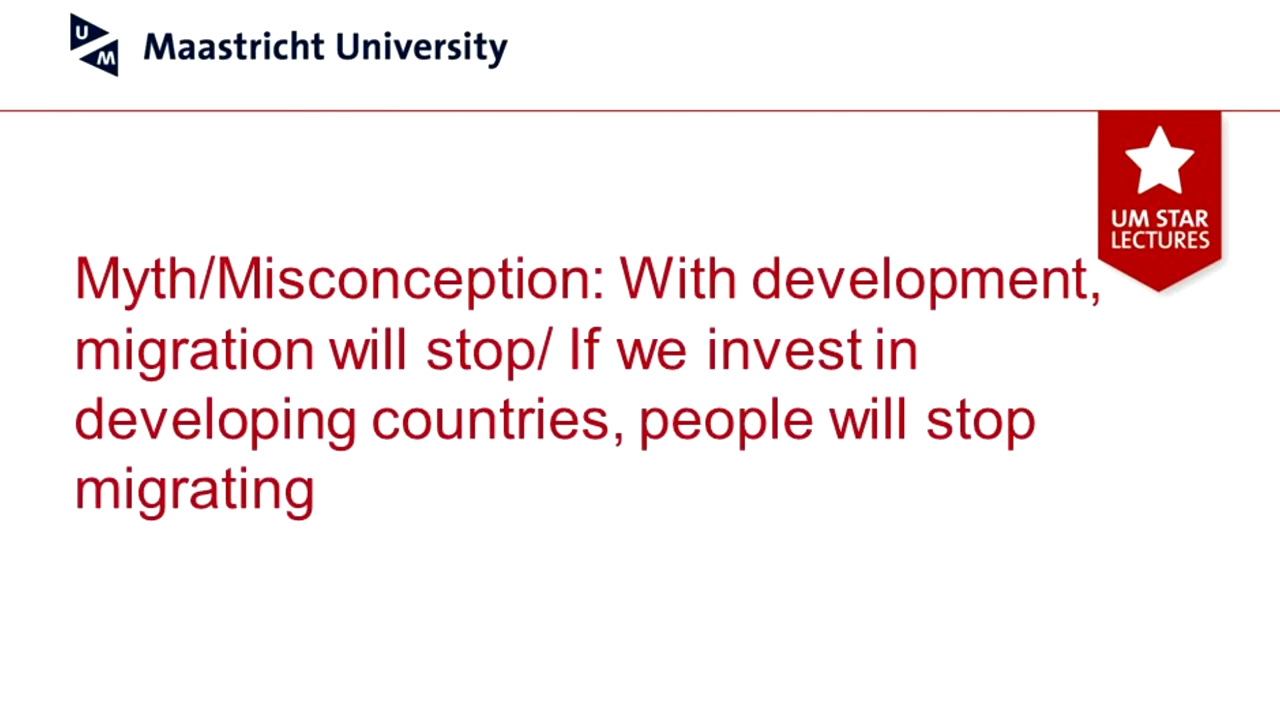 U
M
Maastricht University
UM STAR
LECTURES
Myth/Misconception: With development,
migration will stop/ If we invest in
developing countries, people will stop
migrating